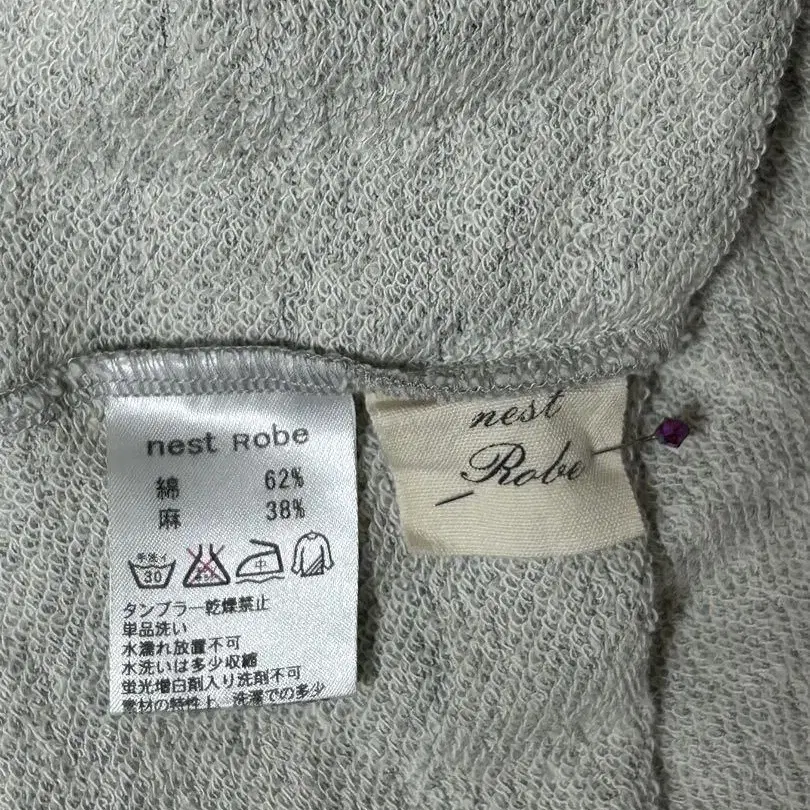 nest Robe
綿 62%
麻 38%
手洗イ
30
中
タンブラー乾燥禁止
単品洗い
水濡れ放置不可
水洗いは多少収縮
蛍光増白剤入り洗剤不可
素材の特性上、洗濯での多少
nest
Robe